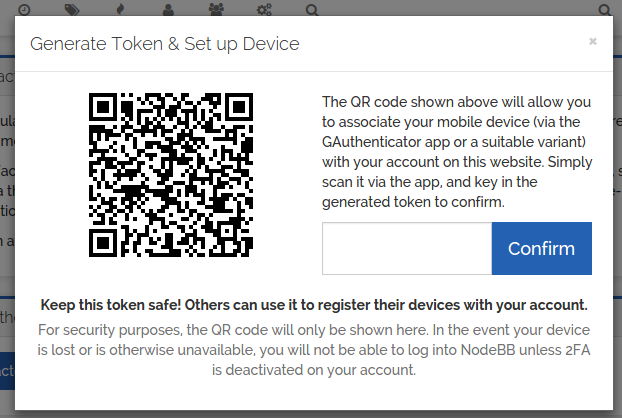 Generate Token & Set up Device
×
The QR code shown above will allow you
to associate your mobile device (via the
GAuthenticator app or a suitable variant)
with your account on this website. Simply
scan it via the app, and key in the
generated token to confirm.
Confirm
Keep this token safe! Others can use it to register their devices with your account.
For security purposes, the QR code will only be shown here. In the event your device
is lost or is otherwise unavailable, you will not be able to log into NodeBB unless 2FA
is deactivated on your account.